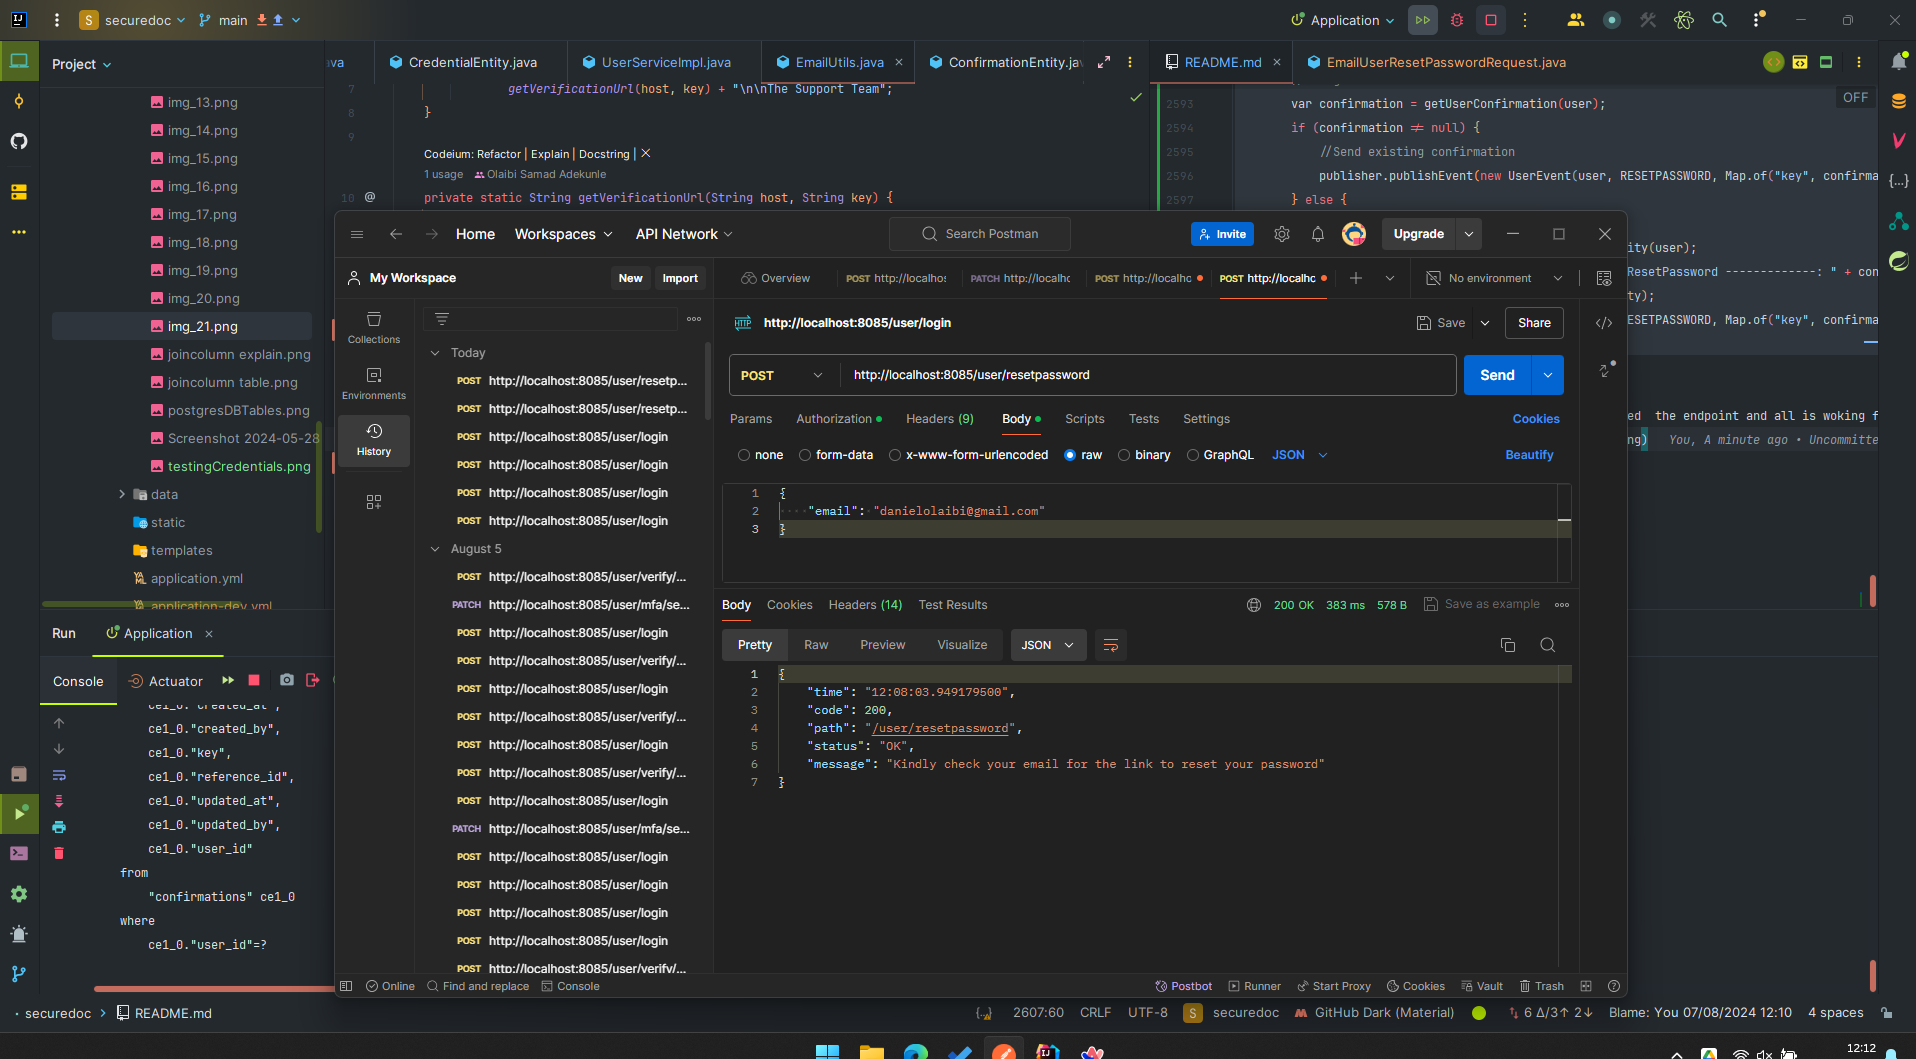 securedoc
main
Application
Project
ava
CredentialEntity.java
UserServiceImpl.java
EmailUtils.java
ConfirmationEntity.ja
README.md
EmailUserResetPasswordRequest.java
img_13.png
img_14.png
img_15.png
img_16.png
img_17.png
img_18.png
img_19.png
img_20.png
img_21.png
joincolumn explain.png
joincolumn table.png
postgresDBTables.png
Screenshot 2024-05-28
testingCredentials.png
data
static
templates
application.yml
application-dev.yml
7 getVerificationUrl(host, key) + "\n\nThe Support Team";
8 }
9
Codeium: Refactor | Explain | Docstring | X
1 usage Olaibi Samad Adekunle
10 @ private static String getVerificationUrl(String host, String key) {
OFF
2593 var confirmation = getUserConfirmation(user);
2594 if (confirmation ≠ null) {
2595 //Send existing confirmation
2596 publisher.publishEvent(new UserEvent(user, RESETPASSWORD, Map.of("key", confirma
2597 } else {
ity(user);
ResetPassword -------------: " + con
ty);
ESETPASSWORD, Map.of("key", confirma
ed the endpoint and all is woking f
ng) You, A minute ago • Uncommitte
Home
Workspaces
API Network
Search Postman
Invite
Upgrade
My Workspace
New
Import
Overview
POST http://localhos
PATCH http://localhc
POST http://localhc
POST http://localhc
No environment
Collections
Environments
History
Today
POST http://localhost:8085/user/resetp...
POST http://localhost:8085/user/resetp...
POST http://localhost:8085/user/login
POST http://localhost:8085/user/login
POST http://localhost:8085/user/login
POST http://localhost:8085/user/login
August 5
POST http://localhost:8085/user/verify/...
PATCH http://localhost:8085/user/mfa/se...
POST http://localhost:8085/user/login
POST http://localhost:8085/user/verify/...
POST http://localhost:8085/user/login
POST http://localhost:8085/user/verify/...
POST http://localhost:8085/user/login
POST http://localhost:8085/user/verify/...
POST http://localhost:8085/user/login
PATCH http://localhost:8085/user/mfa/se...
POST http://localhost:8085/user/login
POST http://localhost:8085/user/login
POST http://localhost:8085/user/login
POST http://localhost:8085/user/login
POST http://localhost:8085/user/verify/...
HTTP http://localhost:8085/user/login
Save
Share
POST http://localhost:8085/user/resetpassword
Send
Params Authorization Headers (9) Body Scripts Tests Settings Cookies
none form-data x-www-form-urlencoded raw binary GraphQL JSON Beautify
1 {
2 "email": "danielolaibi@gmail.com"
3 }
Body Cookies Headers (14) Test Results 200 OK 383 ms 578 B Save as example
Pretty Raw Preview Visualize JSON
1 {
2 "time": "12:08:03.949179500",
3 "code": 200,
4 "path": "/user/resetpassword",
5 "status": "OK",
6 "message": "Kindly check your email for the link to reset your password"
7 }
Online Find and replace Console Postbot Runner Start Proxy Cookies Vault Trash
Run
Application
Console
Actuator
ce1_0."created_at",
ce1_0."created_by",
ce1_0."key",
ce1_0."reference_id",
ce1_0."updated_at",
ce1_0."updated_by",
ce1_0."user_id"
from
"confirmations" ce1_0
where
ce1_0."user_id"=?
securedoc > README.md
2607:60 CRLF UTF-8 S securedoc GitHub Dark (Material) 6 Δ/3↑ 2↓ Blame: You 07/08/2024 12:10 4 spaces
12:12